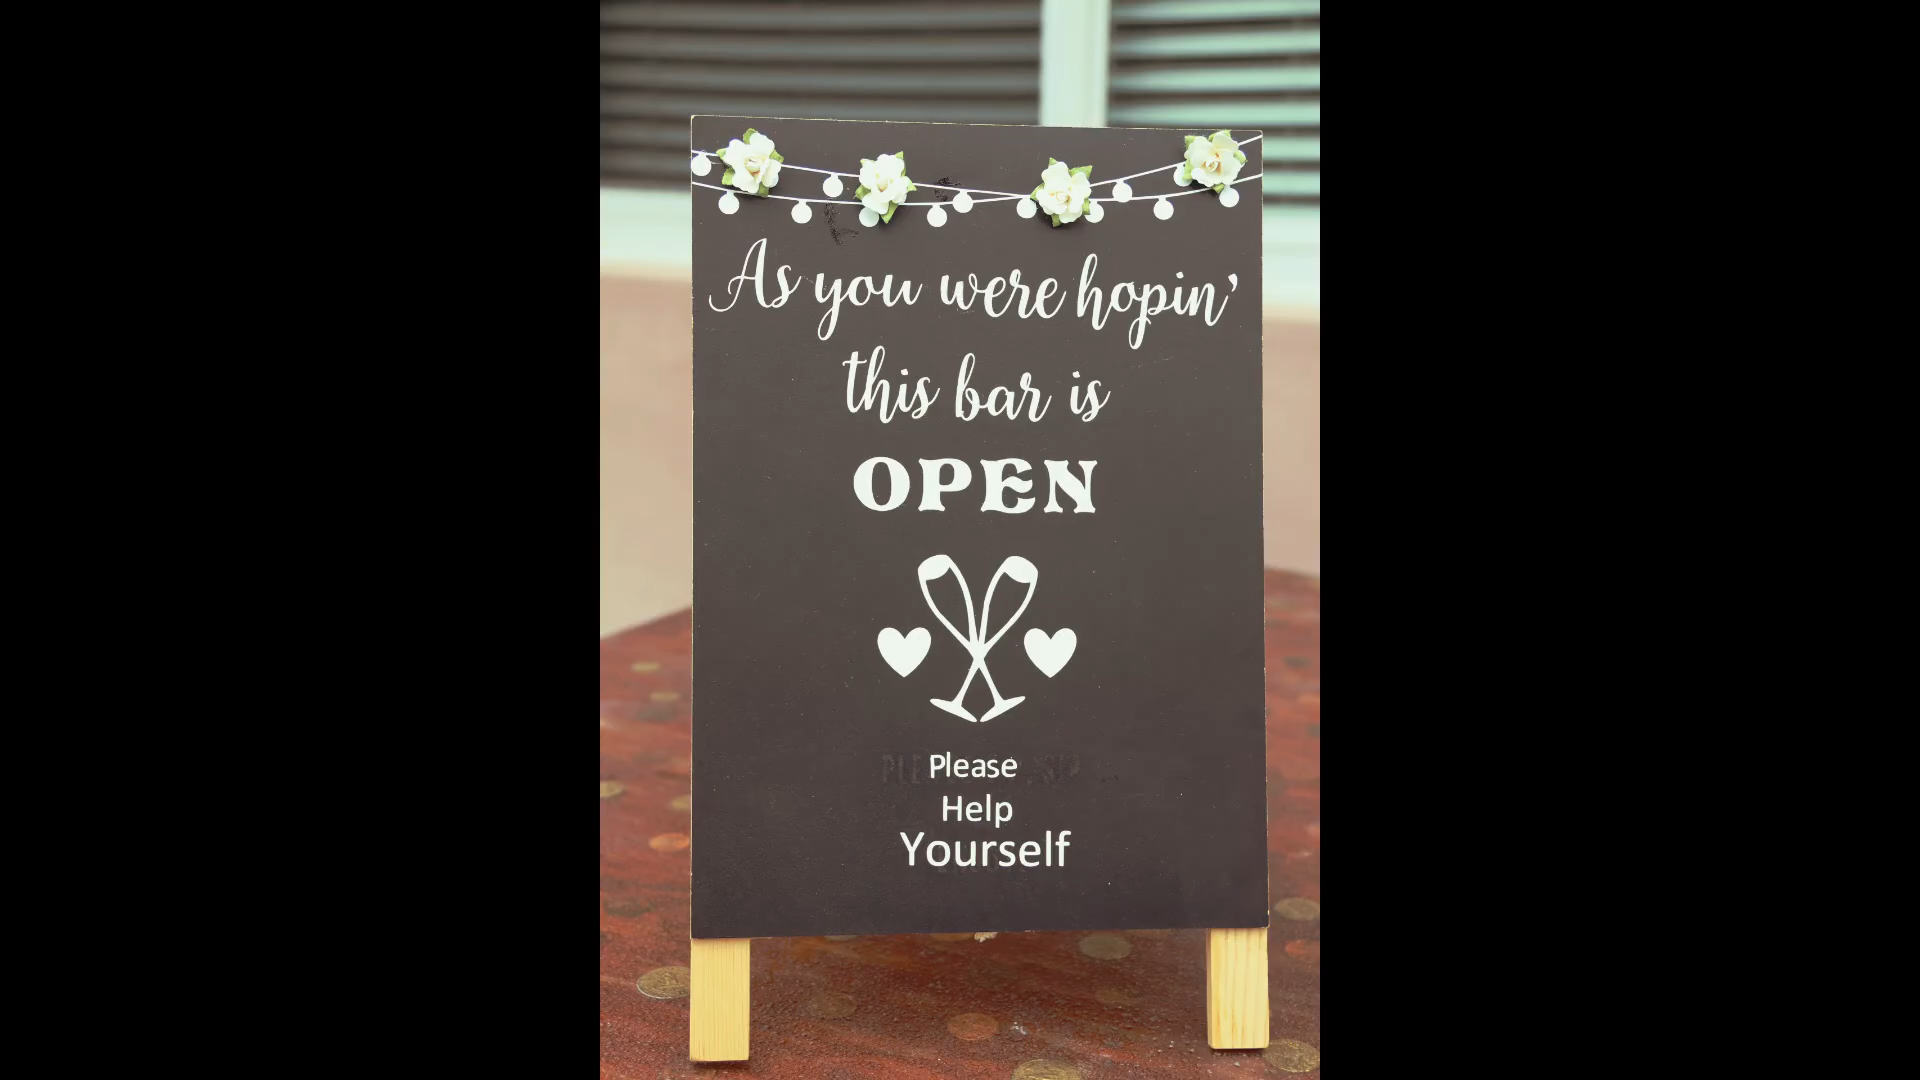 As you were hopin'
this bar is
OPEN
Please
Help
Yourself